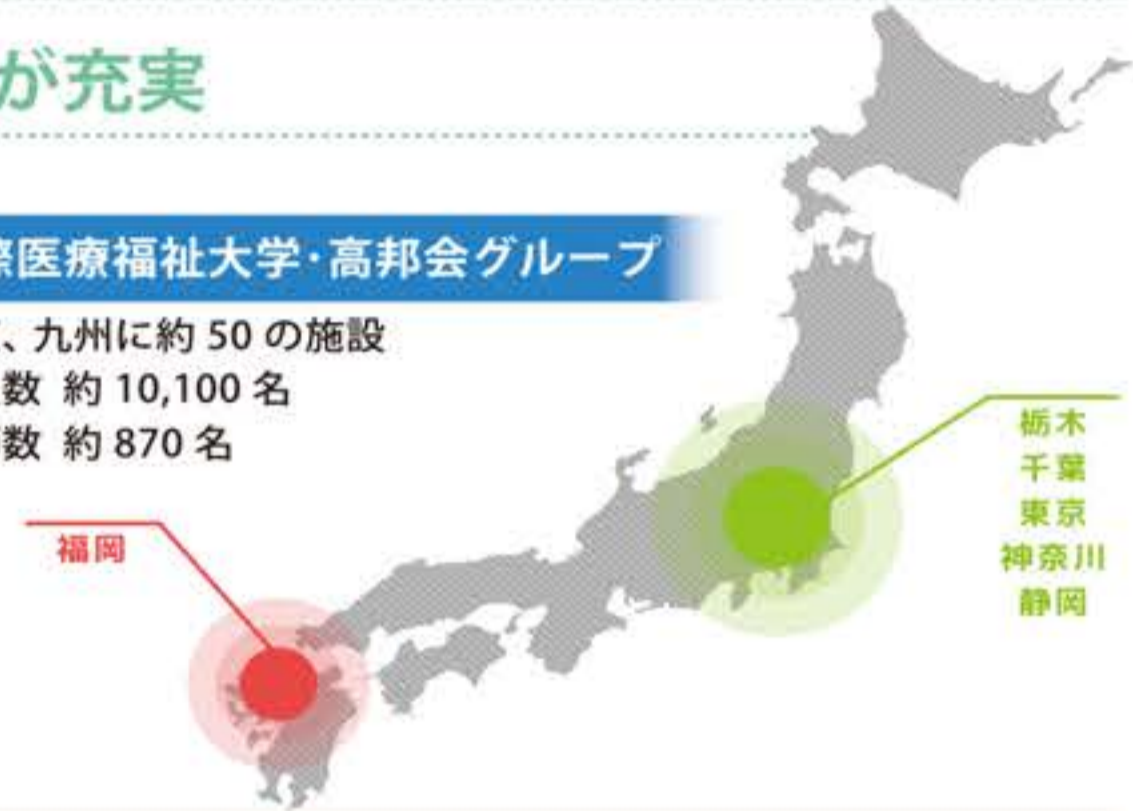 が充実
際医療福祉大学・高邦会グループ
、九州に約 50 の施設
数 約 10,100 名
数 約 870 名
福岡
栃木
千葉
東京
神奈川
静岡